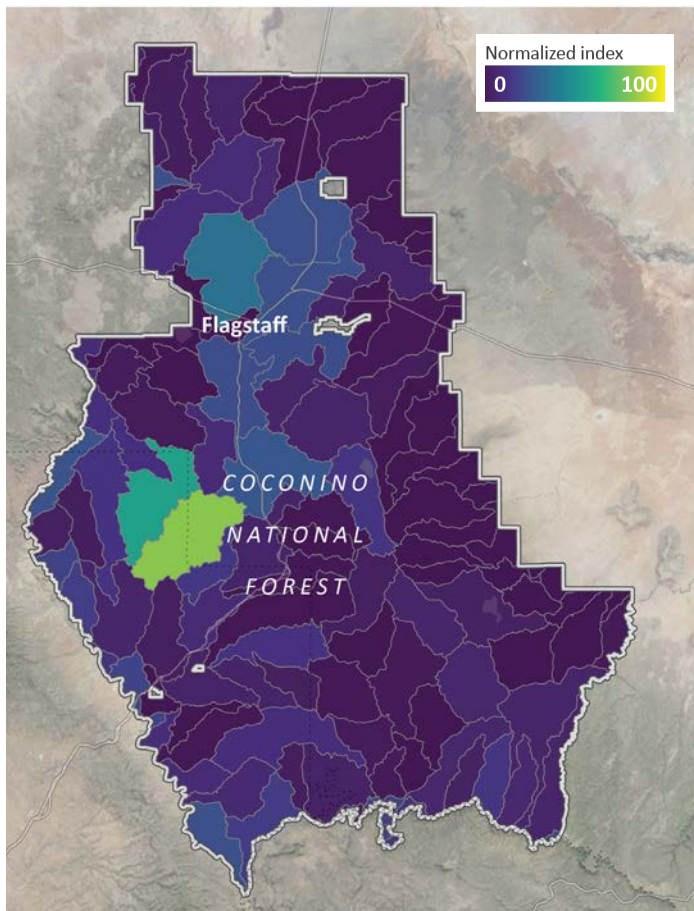 Normalized index
0 100
Flagstaff
COCONINO
NATIONAL
FOREST